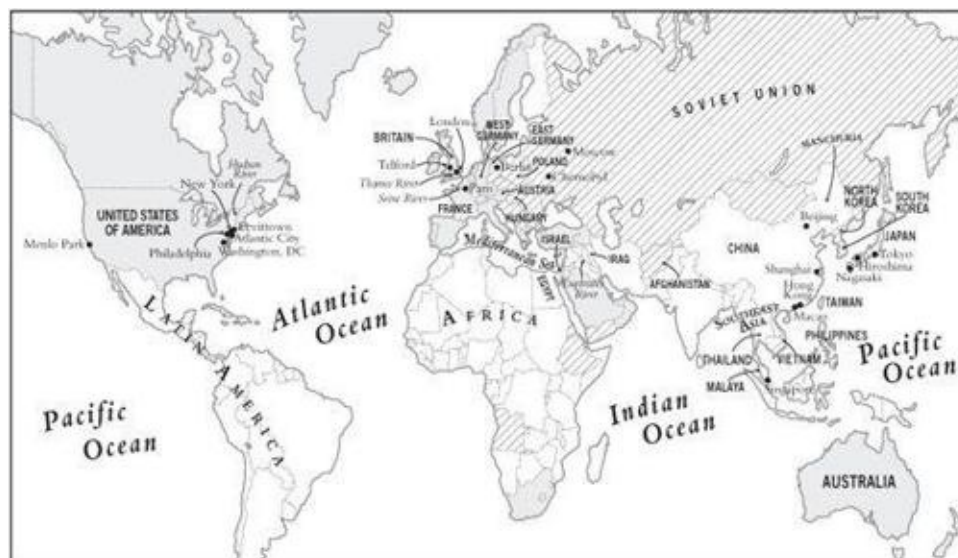 SOVIET UNION
London
BRITAIN
WEST
GERMANY
EAST
GERMANY
Moscow
MANCHURIA
Telford
Berlin
POLAND
Thames River
Chernobyl
Hudson
River
New York
Seine River
Paris
AUSTRIA
NORTH
KOREA
SOUTH
KOREA
UNITED STATES
OF AMERICA
Levittown
FRANCE
HUNGARY
Beijing
Atlantic City
Menlo Park
Philadelphia
Washington, DC
Mediterranean Sea
ISRAEL
IRAQ
CHINA
JAPAN
Tokyo
Hiroshima
Nagasaki
Shanghai
EGYPT
Euphrates
River
AFGHANISTAN
Hong
Kong
TAIWAN
Macao
Atlantic
Ocean
AFRICA
SOUTHEAST
ASIA
PHILIPPINES
LATIN AMERICA
THAILAND
VIETNAM
Pacific
Ocean
MALAYA
Singapore
Pacific
Ocean
Indian
Ocean
AUSTRALIA